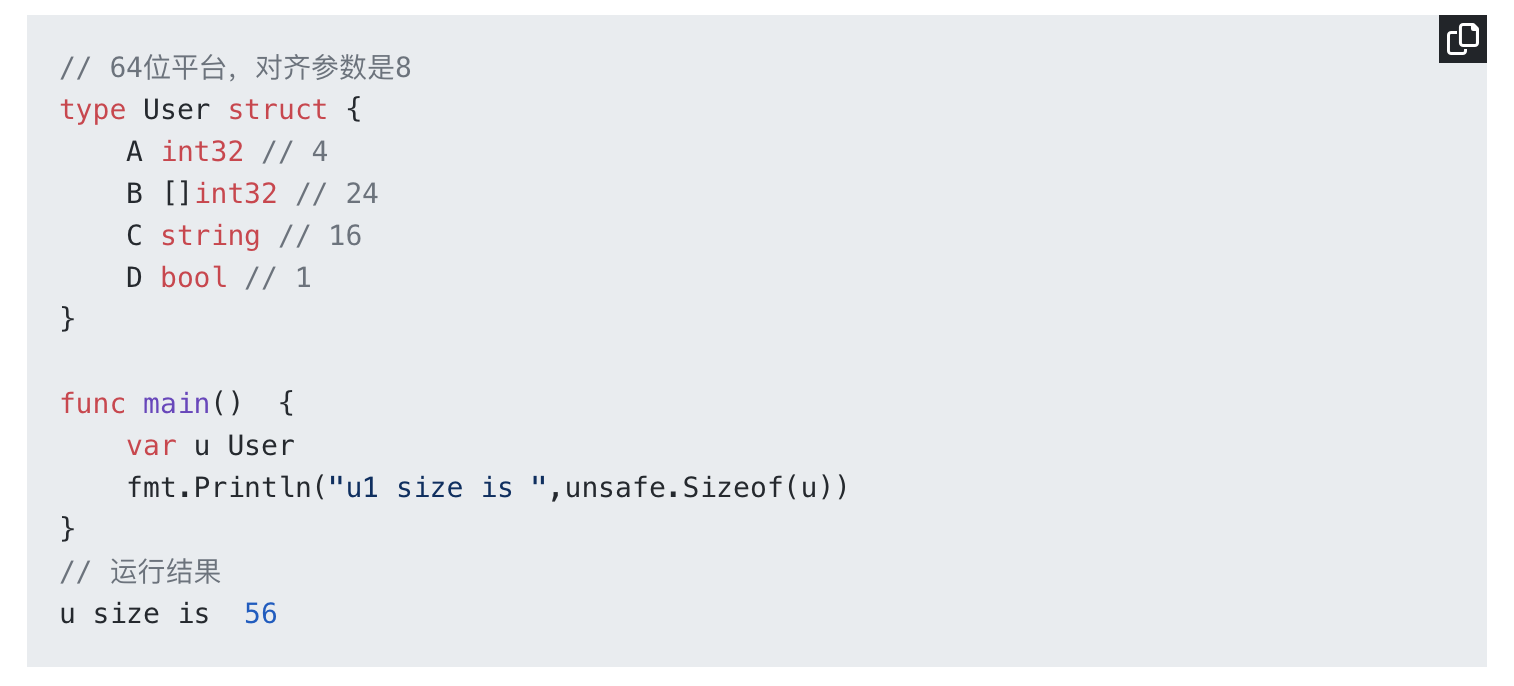 // 64位平台，对齐参数是8
type User struct {
    A int32 // 4
    B []int32 // 24
    C string // 16
    D bool // 1
}

func main()  {
    var u User
    fmt.Println("u1 size is ",unsafe.Sizeof(u))
}
// 运行结果
u size is  56